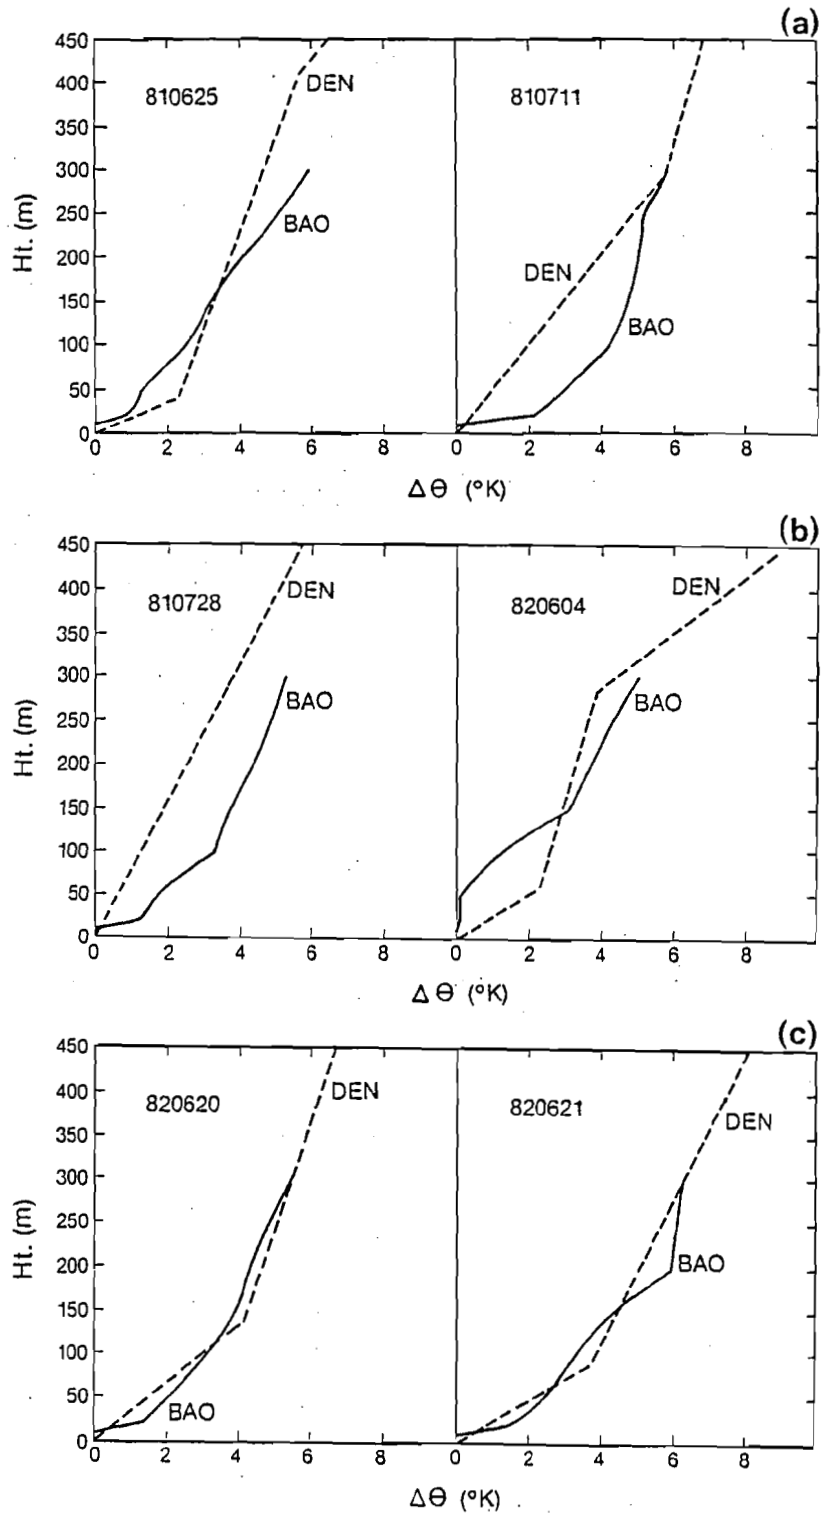 (a)
450
400
350
300
250
200
150
100
50
0
Ht. (m)
810625
DEN
BAO
0 2 4 6 8
810711
DEN
BAO
0 2 4 6 8
Δθ (°K)
(b)
450
400
350
300
250
200
150
100
50
0
Ht. (m)
810728
DEN
BAO
0 2 4 6 8
820604
DEN
BAO
0 2 4 6 8
Δθ (°K)
(c)
450
400
350
300
250
200
150
100
50
0
Ht. (m)
820620
DEN
BAO
0 2 4 6 8
820621
DEN
BAO
0 2 4 6 8
Δθ (°K)